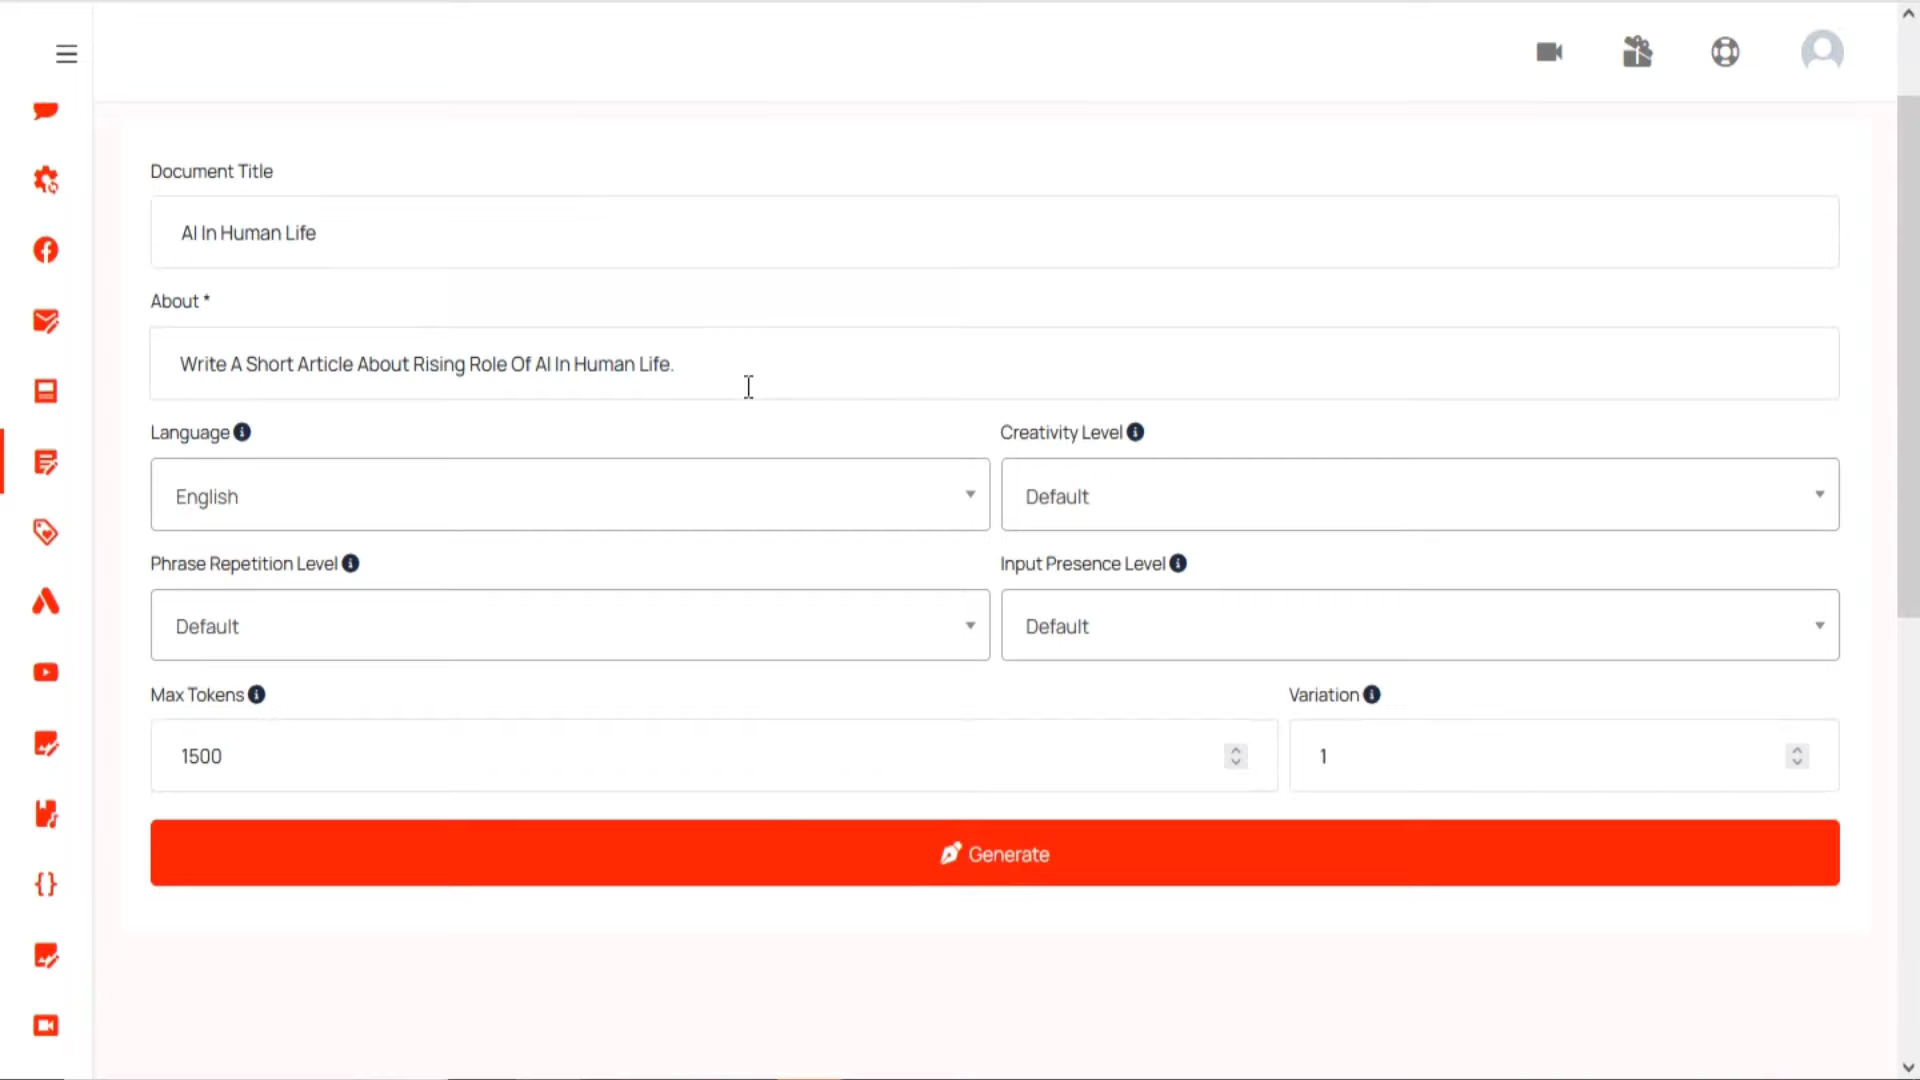 Document Title
AI In Human Life
About *
Write A Short Article About Rising Role Of AI In Human Life.
Language
Creativity Level
English
Default
Phrase Repetition Level
Input Presence Level
Default
Default
Max Tokens
Variation
1500
1
Generate